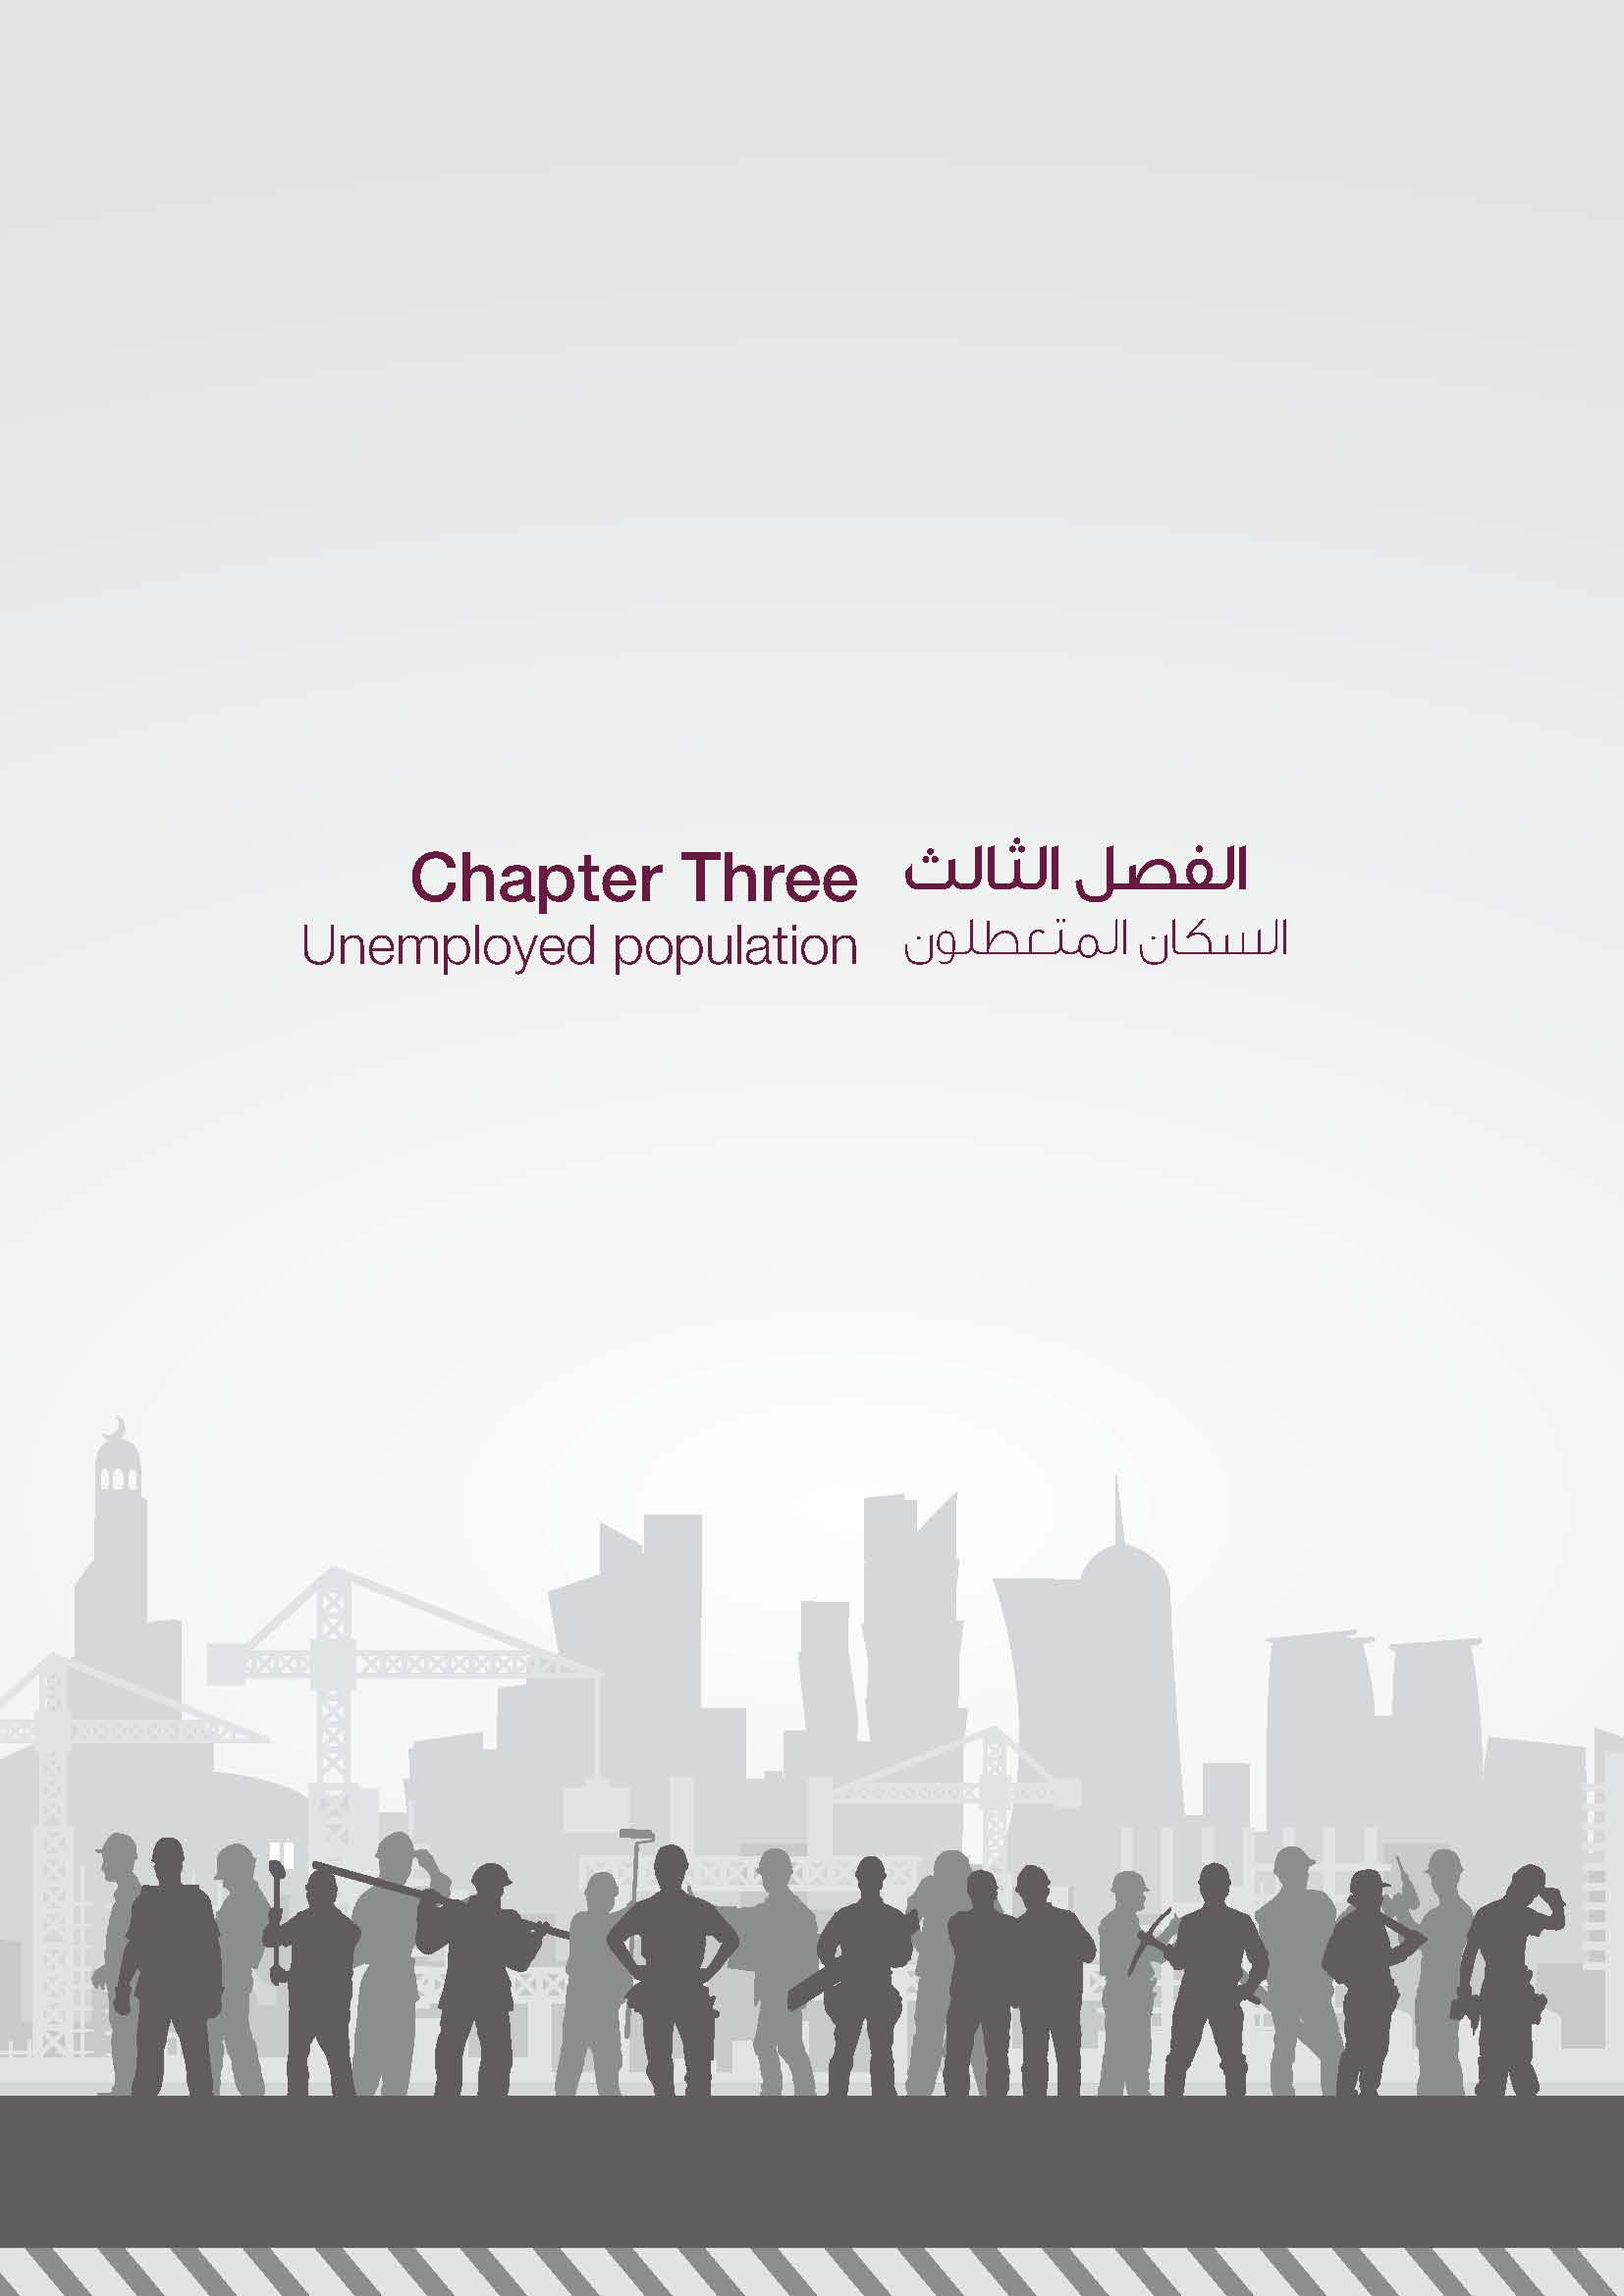 Chapter Three
Unemployed population
الفصل الثالث
السكان المتعطلون